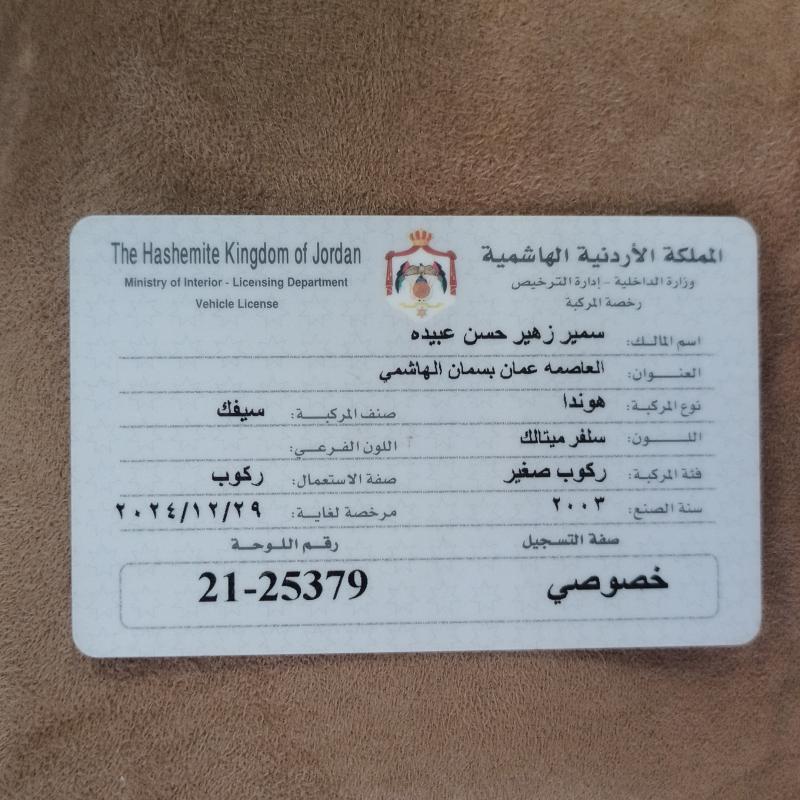 The Hashemite Kingdom of Jordan
Ministry of Interior - Licensing Department
Vehicle License
المملكة الأردنية الهاشمية
وزارة الداخلية - إدارة الترخيص
رخصة المركبة
اسم المالك: سمير زهير حسن عبيده
العنوان: العاصمه عمان بسمان الهاشمي
نوع المركبة: هوندا صنف المركبة: سيفك
اللون: سلفر ميتالك اللون الفرعي:
فئة المركبة: ركوب صغير صفة الاستعمال: ركوب
سنة الصنع: ٢٠٠٣ مرخصة لغاية: ٢٠٢٤/١٢/٢٩
صفة التسجيل رقم اللوحة
خصوصي 21-25379